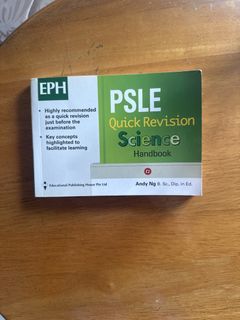 EPH
• Highly recommended
as a quick revision
just before the
examination
• Key concepts
highlighted to
facilitate learning
Educational Publishing House Pte Ltd
PSLE
Quick Revision
Science
Handbook
Andy Ng B. Sc., Dip. in Ed.